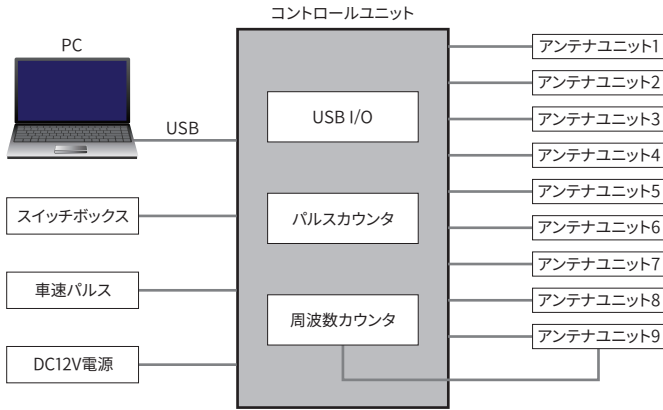 コントロールユニット
PC
USB
スイッチボックス
車速パルス
DC12V電源
USB I/O
パルスカウンタ
周波数カウンタ
アンテナユニット1
アンテナユニット2
アンテナユニット3
アンテナユニット4
アンテナユニット5
アンテナユニット6
アンテナユニット7
アンテナユニット8
アンテナユニット9